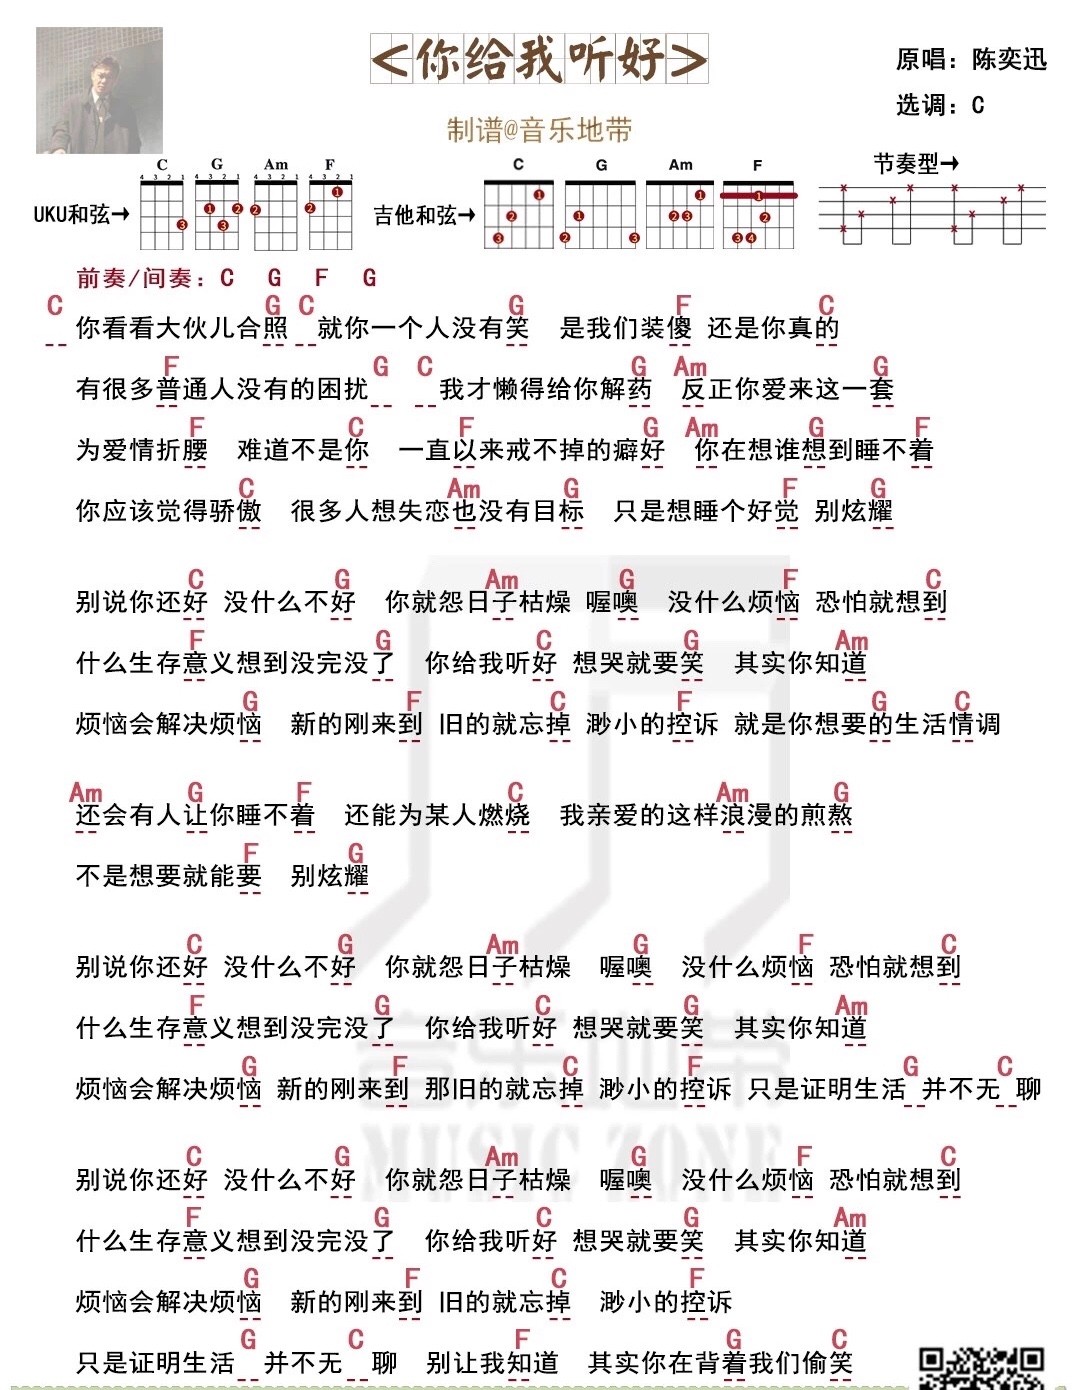 <你给我听好>
原唱：陈奕迅
选调：C
制谱@音乐地带
节奏型→
C G Am F
4 3 2 1 4 3 2 1 4 3 2 1 4 3 2 1
UKU和弦→
吉他和弦→
C G Am F
前奏/间奏：C G F G
C G C G F C
你看看大伙儿合照 就你一个人没有笑 是我们装傻 还是你真的
F G C G Am G
有很多普通人没有的困扰 我才懒得给你解药 反正你爱来这一套
F C F G Am G F
为爱情折腰 难道不是你 一直以来戒不掉的癖好 你在想谁想到睡不着
C Am G F G
你应该觉得骄傲 很多人想失恋也没有目标 只是想睡个好觉 别炫耀
C G Am G F C
别说你还好 没什么不好 你就怨日子枯燥 喔噢 没什么烦恼 恐怕就想到
F G C G Am
什么生存意义想到没完没了 你给我听好 想哭就要笑 其实你知道
G F C F G C
烦恼会解决烦恼 新的刚来到 旧的就忘掉 渺小的控诉 就是你想要的生活情调
Am G F C Am G
还会有人让你睡不着 还能为某人燃烧 我亲爱的这样浪漫的煎熬
F G
不是想要就能要 别炫耀
C G Am G F C
别说你还好 没什么不好 你就怨日子枯燥 喔噢 没什么烦恼 恐怕就想到
F G C G Am
什么生存意义想到没完没了 你给我听好 想哭就要笑 其实你知道
G F C F G C
烦恼会解决烦恼 新的刚来到 那旧的就忘掉 渺小的控诉 只是证明生活 并不无 聊
C G Am G F C
别说你还好 没什么不好 你就怨日子枯燥 喔噢 没什么烦恼 恐怕就想到
F G C G Am
什么生存意义想到没完没了 你给我听好 想哭就要笑 其实你知道
G F C F
烦恼会解决烦恼 新的刚来到 旧的就忘掉 渺小的控诉
G C F G C
只是证明生活 并不无 聊 别让我知道 其实你在背着我们偷笑
音乐地带
MUSIC ZONE